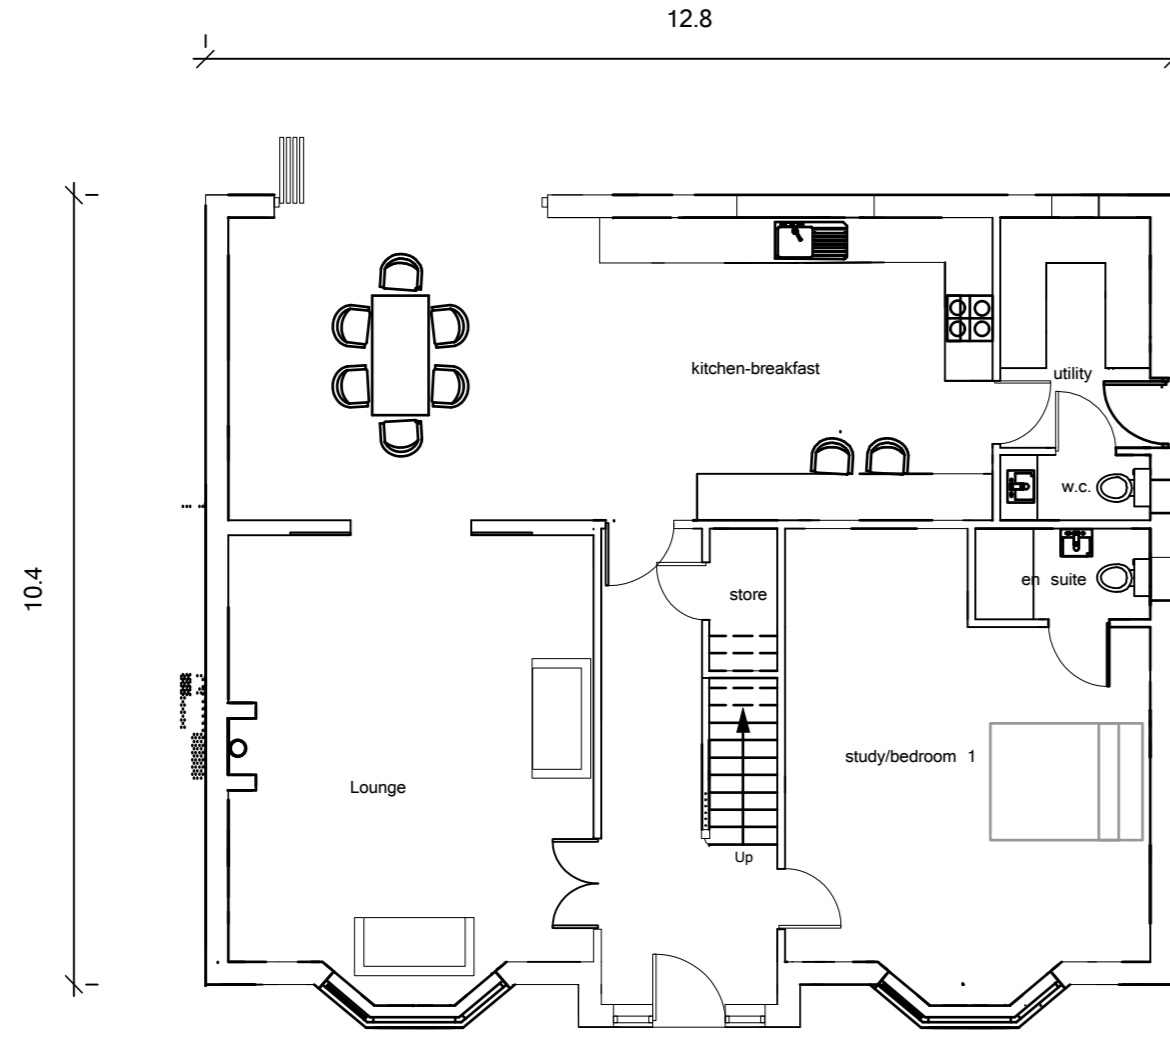 12.8
10.4
kitchen-breakfast
utility
w.c.
en suite
store
study/bedroom 1
Lounge
Up